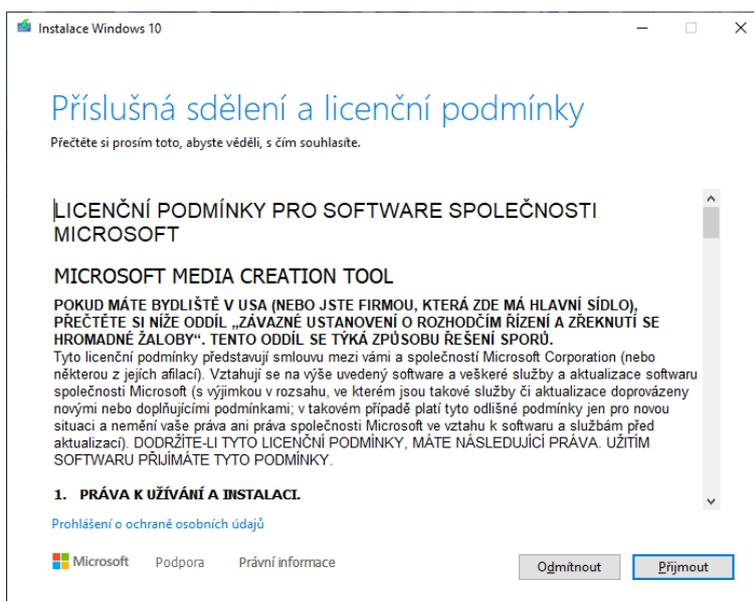 Instalace Windows 10
Příslušná sdělení a licenční podmínky
Přečtěte si prosím toto, abyste věděli, s čím souhlasíte.
LICENČNÍ PODMÍNKY PRO SOFTWARE SPOLEČNOSTI
MICROSOFT
MICROSOFT MEDIA CREATION TOOL
POKUD MÁTE BYDLIŠTĚ V USA (NEBO JSTE FIRMOU, KTERÁ ZDE MÁ HLAVNÍ SÍDLO),
PŘEČTĚTE SI NÍŽE ODDÍL „ZÁVAZNÉ USTANOVENÍ O ROZHODČÍM ŘÍZENÍ A ZŘEKNUTÍ SE
HROMADNÉ ŽALOBY“. TENTO ODDÍL SE TÝKÁ ZPŮSOBU ŘEŠENÍ SPORŮ.
Tyto licenční podmínky představují smlouvu mezi vámi a společností Microsoft Corporation (nebo
některou z jejích afilací). Vztahují se na výše uvedený software a veškeré služby a aktualizace softwaru
společnosti Microsoft (s výjimkou v rozsahu, ve kterém jsou takové služby či aktualizace doprovázeny
novými nebo doplňujícími podmínkami; v takovém případě platí tyto odlišné podmínky jen pro novou
situaci a nemění vaše práva ani práva společnosti Microsoft ve vztahu k softwaru a službám před
aktualizací). DODRŽÍTE-LI TYTO LICENČNÍ PODMÍNKY, MÁTE NÁSLEDUJÍCÍ PRÁVA. UŽITÍM
SOFTWARU PŘIJÍMÁTE TYTO PODMÍNKY.
1. PRÁVA K UŽÍVÁNÍ A INSTALACI.
Prohlášení o ochraně osobních údajů
Microsoft Podpora Právní informace Odmítnout Přijmout